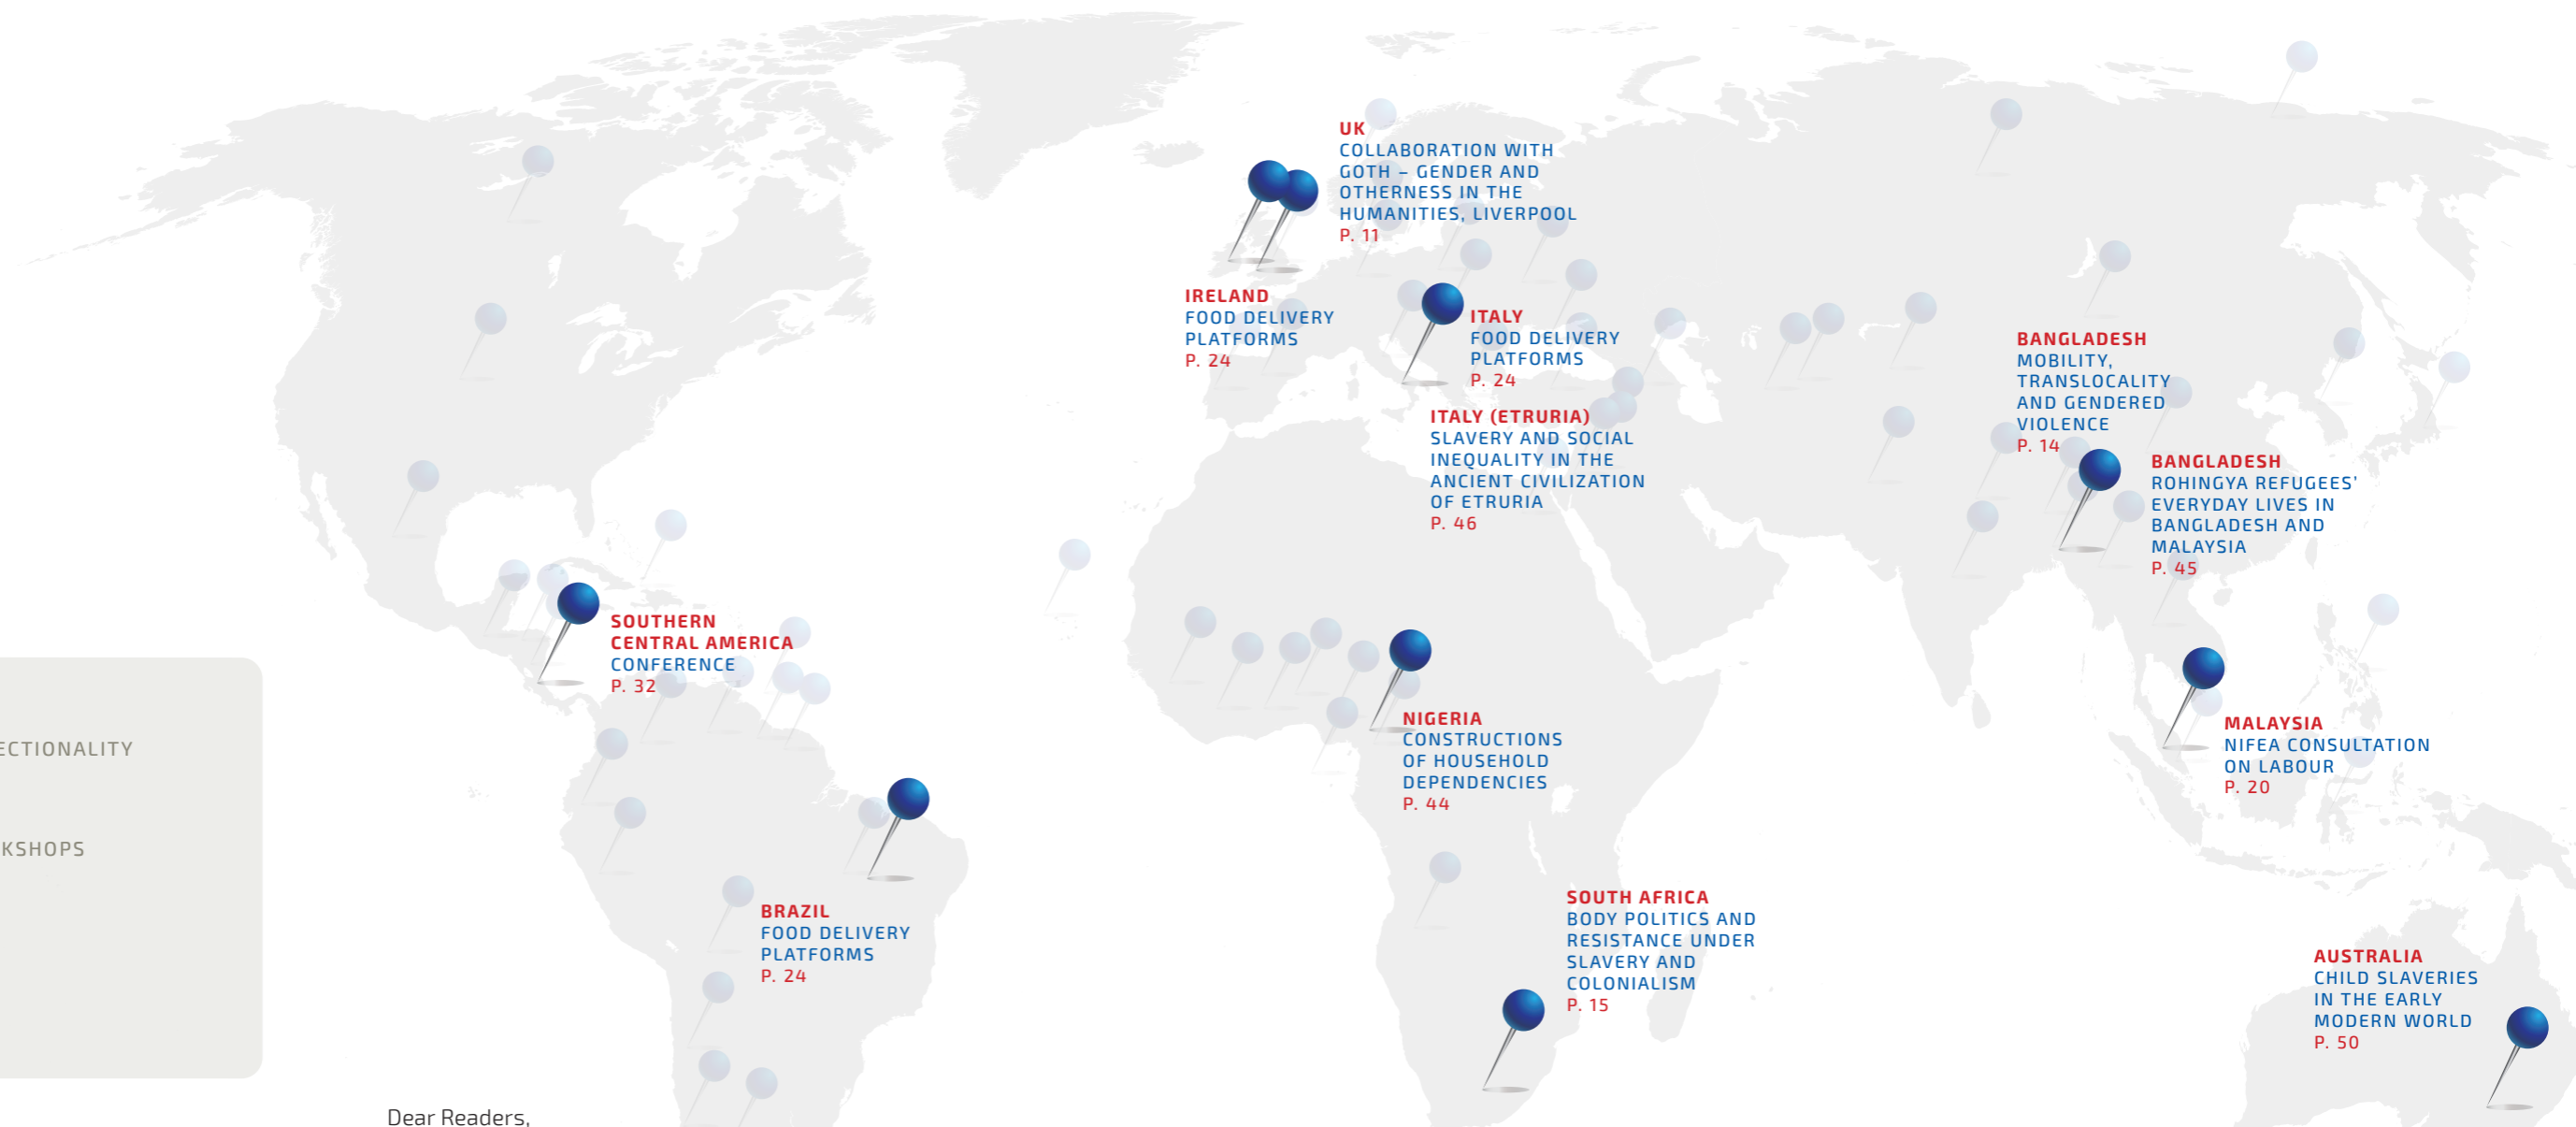 UK
COLLABORATION WITH
GOTH – GENDER AND
OTHERNESS IN THE
HUMANITIES, LIVERPOOL
P. 11
IRELAND
FOOD DELIVERY
PLATFORMS
P. 24
ITALY
FOOD DELIVERY
PLATFORMS
P. 24
ITALY (ETRURIA)
SLAVERY AND SOCIAL
INEQUALITY IN THE
ANCIENT CIVILIZATION
OF ETRURIA
P. 46
BANGLADESH
MOBILITY,
TRANSLOCALITY
AND GENDERED
VIOLENCE
P. 14
BANGLADESH
ROHINGYA REFUGEES'
EVERYDAY LIVES IN
BANGLADESH AND
MALAYSIA
P. 45
SOUTHERN
CENTRAL AMERICA
CONFERENCE
P. 32
NIGERIA
CONSTRUCTIONS
OF HOUSEHOLD
DEPENDENCIES
P. 44
MALAYSIA
NIFEA CONSULTATION
ON LABOUR
P. 20
ECTIONALITY
KSHOPS
BRAZIL
FOOD DELIVERY
PLATFORMS
P. 24
SOUTH AFRICA
BODY POLITICS AND
RESISTANCE UNDER
SLAVERY AND
COLONIALISM
P. 15
AUSTRALIA
CHILD SLAVERIES
IN THE EARLY
MODERN WORLD
P. 50
Dear Readers,